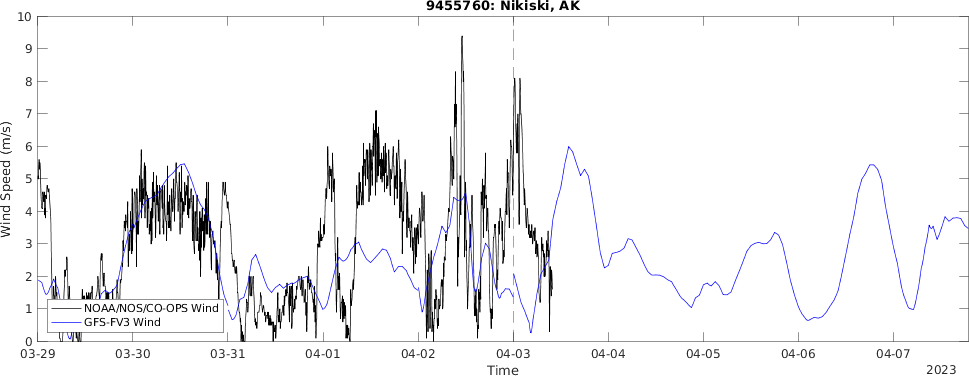 9455760: Nikiski, AK
Wind Speed (m/s)
10
9
8
7
6
5
4
3
2
1
0
NOAA/NOS/CO-OPS Wind
GFS-FV3 Wind
03-29 03-30 03-31 04-01 04-02 04-03 04-04 04-05 04-06 04-07
Time
2023